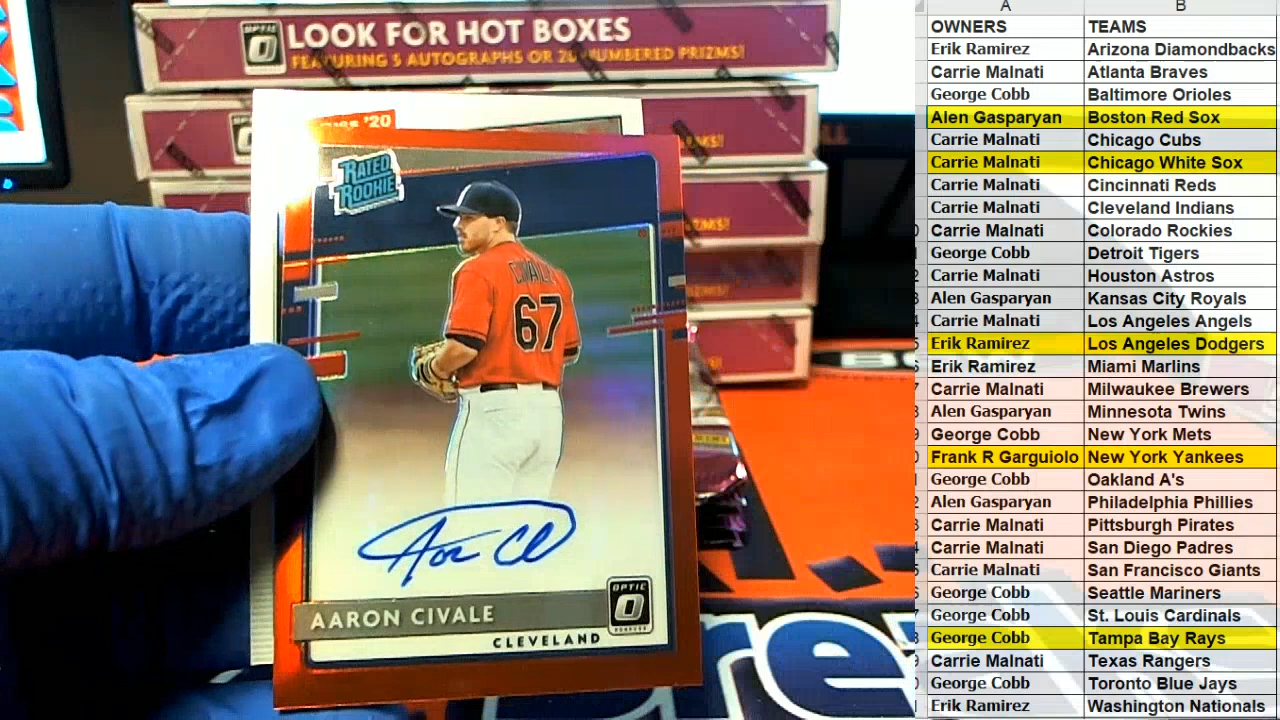 OPTIC
LOOK FOR HOT BOXES
FEATURING 5 AUTOGRAPHS OR 20 NUMBERED PRIZMS!
'20
RATED
ROOKIE
CIVALE
67
AARON CIVALE
CLEVELAND
OPTIC
A B
OWNERS TEAMS
Erik Ramirez Arizona Diamondbacks
Carrie Malnati Atlanta Braves
George Cobb Baltimore Orioles
Alen Gasparyan Boston Red Sox
Carrie Malnati Chicago Cubs
Carrie Malnati Chicago White Sox
Carrie Malnati Cincinnati Reds
Carrie Malnati Cleveland Indians
Carrie Malnati Colorado Rockies
George Cobb Detroit Tigers
Carrie Malnati Houston Astros
Alen Gasparyan Kansas City Royals
Carrie Malnati Los Angeles Angels
Erik Ramirez Los Angeles Dodgers
Erik Ramirez Miami Marlins
Carrie Malnati Milwaukee Brewers
Alen Gasparyan Minnesota Twins
George Cobb New York Mets
Frank R Garguiolo New York Yankees
George Cobb Oakland A's
Alen Gasparyan Philadelphia Phillies
Carrie Malnati Pittsburgh Pirates
Carrie Malnati San Diego Padres
Carrie Malnati San Francisco Giants
George Cobb Seattle Mariners
George Cobb St. Louis Cardinals
George Cobb Tampa Bay Rays
Carrie Malnati Texas Rangers
George Cobb Toronto Blue Jays
Erik Ramirez Washington Nationals